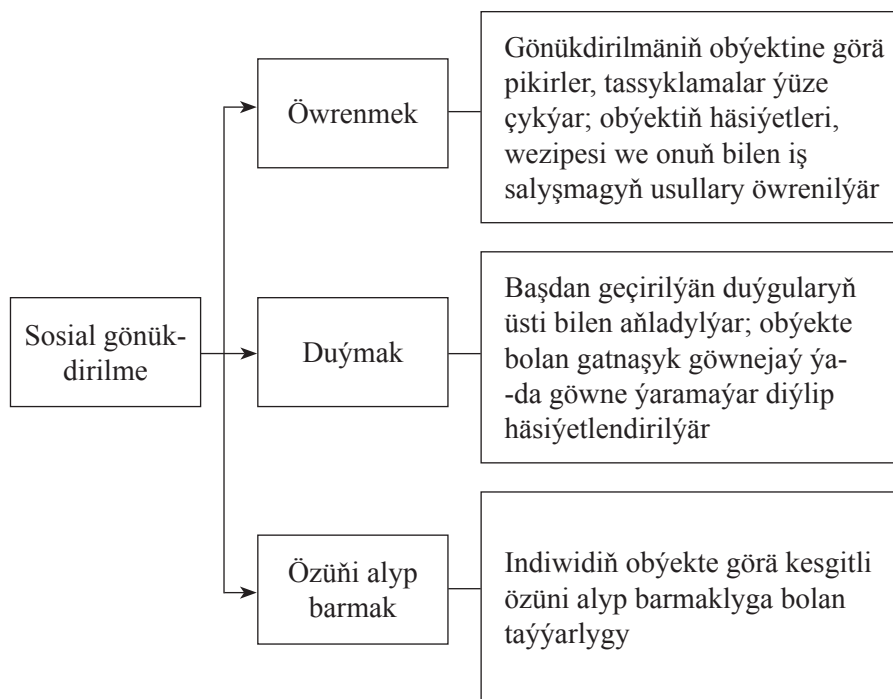 Sosial gönük-
dirilme
Öwrenmek
Gönükdirilmäniň obýektine görä
pikirler, tassyklamalar ýüze
çykýar; obýektiň häsiýetleri,
wezipesi we onuň bilen iş
salyşmagyň usullary öwrenilýär
Duýmak
Başdan geçirilýän duýgularyň
üsti bilen aňladylýar; obýekte
bolan gatnaşyk göwnejaý ýa-
-da göwne ýaramaýar diýlip
häsiýetlendirilýär
Özüňi alyp
barmak
Indiwidiň obýekte görä kesgitli
özüni alyp barmaklyga bolan
taýýarlygy